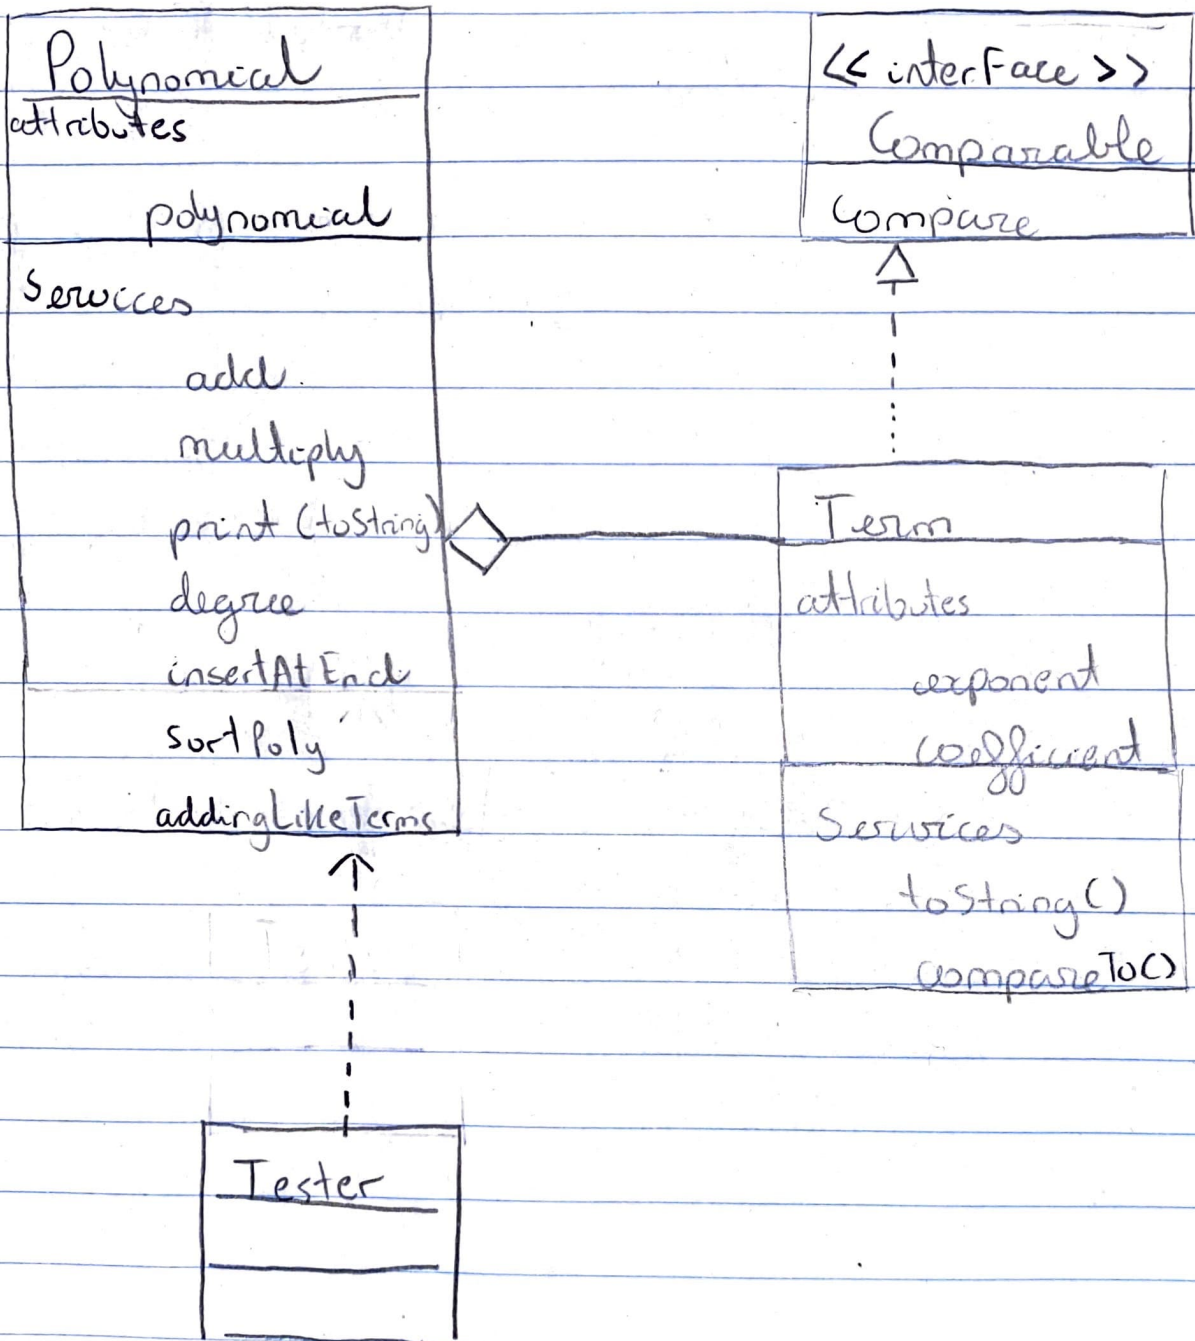 Polynomial
attributes
polynomial
Services
add
multiply
print (toString)
degree
insertAtEnd
sortPoly
addingLikeTerms
<< interFace >>
Comparable
Compare
Term
attributes
exponent
coefficient
Services
toString()
compareTo()
Tester